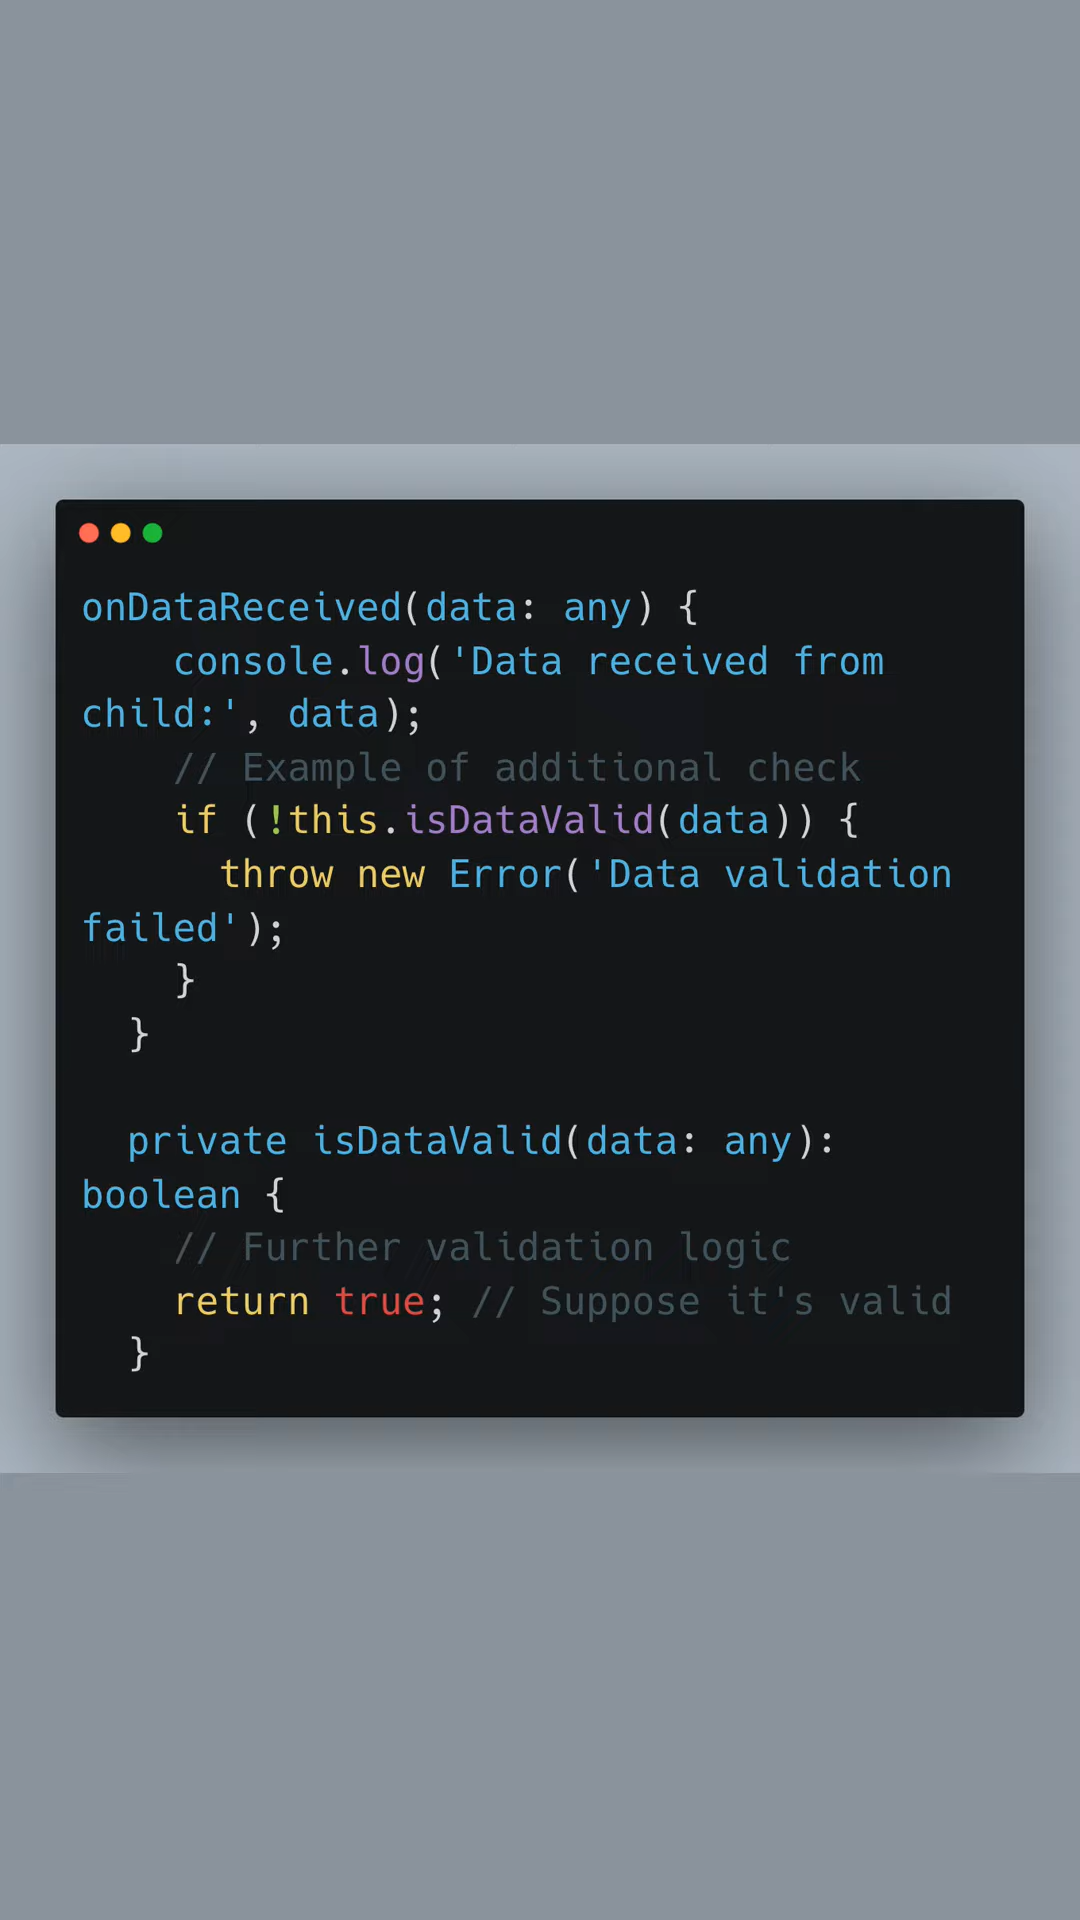 onDataReceived(data: any) {
    console.log('Data received from
child:', data);
    // Example of additional check
    if (!this.isDataValid(data)) {
      throw new Error('Data validation
failed');
    }
  }

  private isDataValid(data: any):
boolean {
    // Further validation logic
    return true; // Suppose it's valid
  }